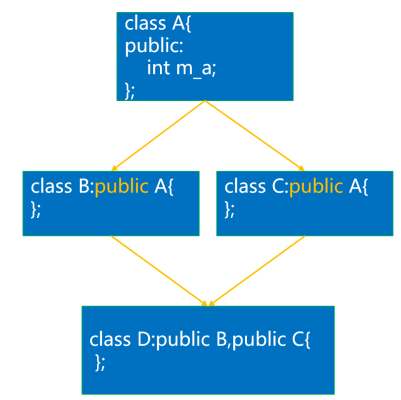 class A{
public:
int m_a;
};
class B:public A{
};
class C:public A{
};
class D:public B,public C{
};